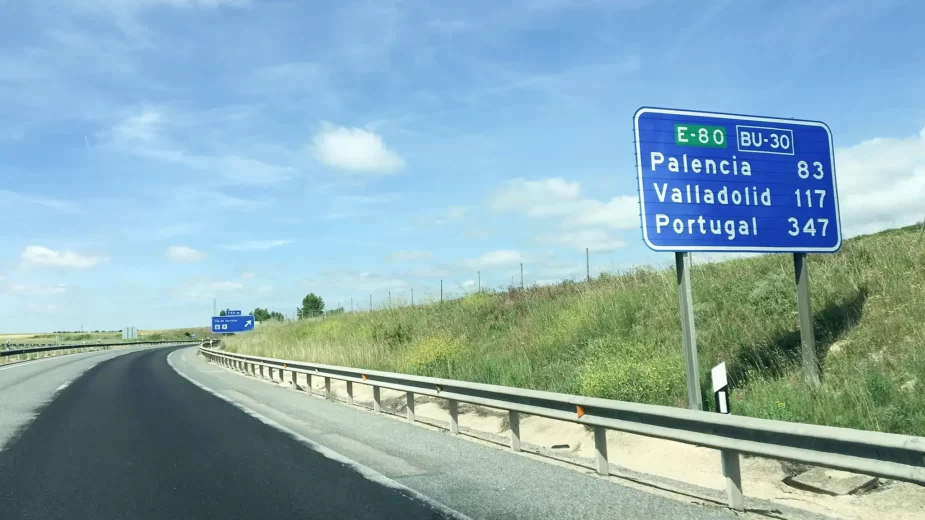 E-80 BU-30
Palencia 83
Valladolid 117
Portugal 347